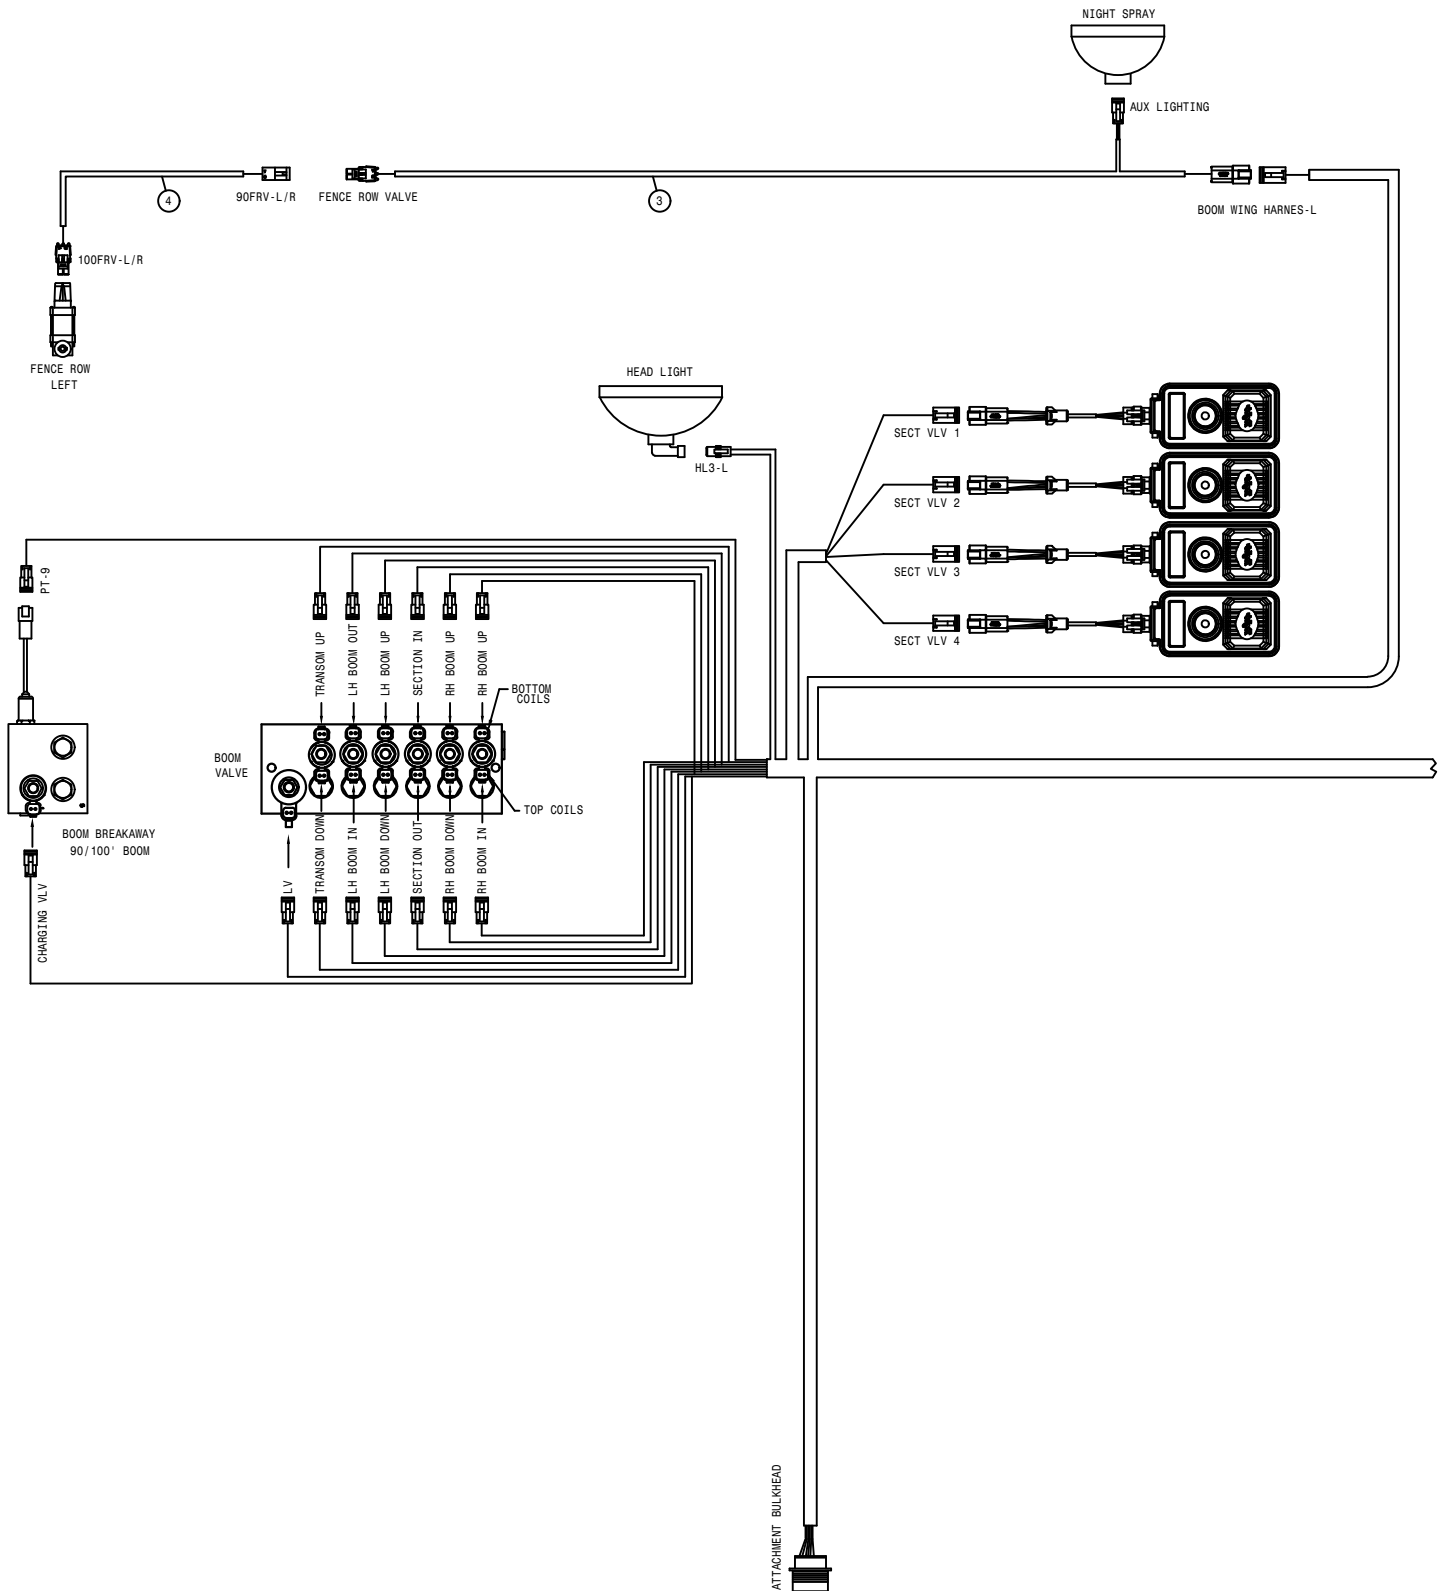 NIGHT SPRAY
AUX LIGHTING
4
90FRV-L/R
FENCE ROW VALVE
3
BOOM WING HARNES-L
100FRV-L/R
FENCE ROW
LEFT
HEAD LIGHT
HL3-L
SECT VLV 1
SECT VLV 2
SECT VLV 3
SECT VLV 4
PT-9
TRANSOM UP
LH BOOM OUT
LH BOOM UP
SECTION IN
RH BOOM UP
RH BOOM UP
BOTTOM
COILS
BOOM
VALVE
TOP COILS
BOOM BREAKAWAY
90/100' BOOM
CHARGING VLV
LV
TRANSOM DOWN
LH BOOM IN
LH BOOM DOWN
SECTION OUT
RH BOOM DOWN
RH BOOM IN
ATTACHMENT BULKHEAD